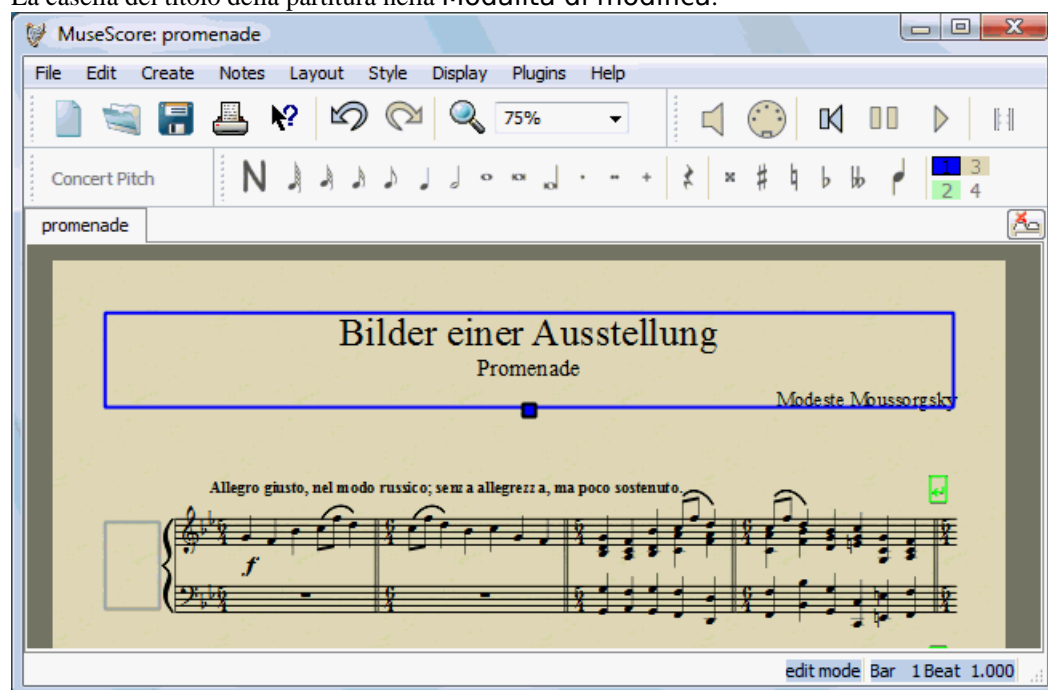 La casella del titolo della partitura nella Modalità di modifica.
MuseScore: promenade
File Edit Create Notes Layout Style Display Plugins Help
75%
Concert Pitch
N
1 3
2 4
promenade
Bilder einer Ausstellung
Promenade
Modeste Moussorgsky
Allegro giusto, nel modo russico; senza allegrezza, ma poco sostenuto.
f
edit mode Bar 1 Beat 1.000